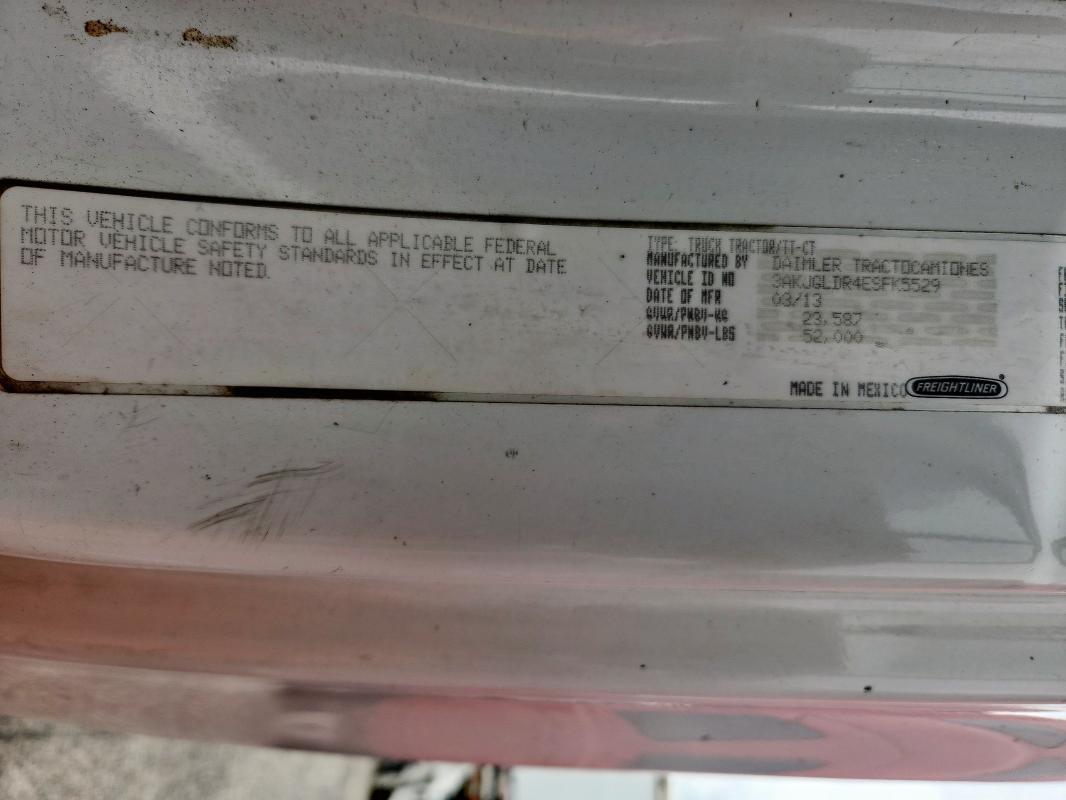 THIS VEHICLE CONFORMS TO ALL APPLICABLE FEDERAL
MOTOR VEHICLE SAFETY STANDARDS IN EFFECT AT DATE
OF MANUFACTURE NOTED.
TYPE: TRUCK TRACTOR/TT-CT
MANUFACTURED BY DAIMLER TRACTOCAMIONES
VEHICLE ID NO 3AKJGLDR4ESFK5529
DATE OF MFR 03/13
GVWR/PNBV-KG 23,587
GVWR/PNBV-LBS 52,000
MADE IN MEXICO FREIGHTLINER